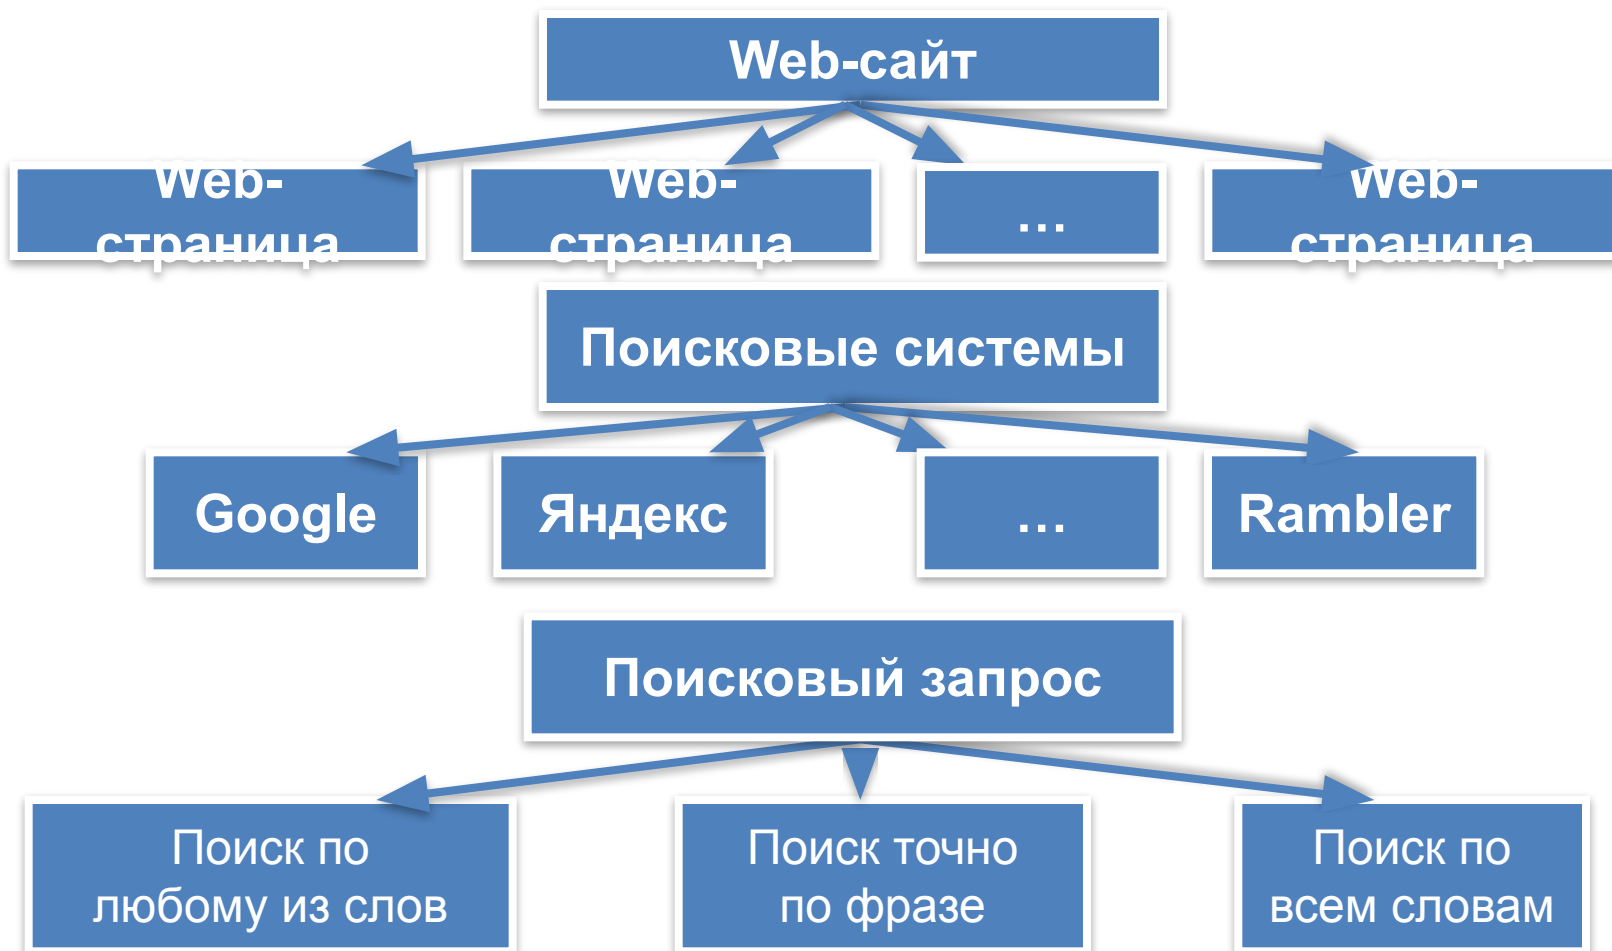 Web-сайт
Web-
страница
Web-
страница
…
Web-
страница
Поисковые системы
Google
Яндекс
…
Rambler
Поисковый запрос
Поиск по
любому из слов
Поиск точно
по фразе
Поиск по
всем словам